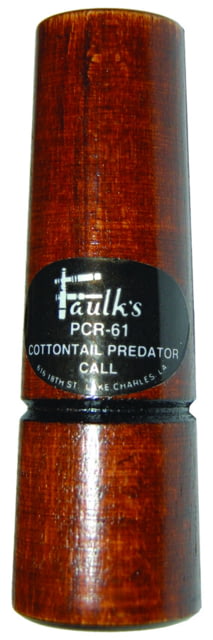 Faulk's
PCR-61
COTTONTAIL PREDATOR
CALL
616 18TH ST. LAKE CHARLES, LA